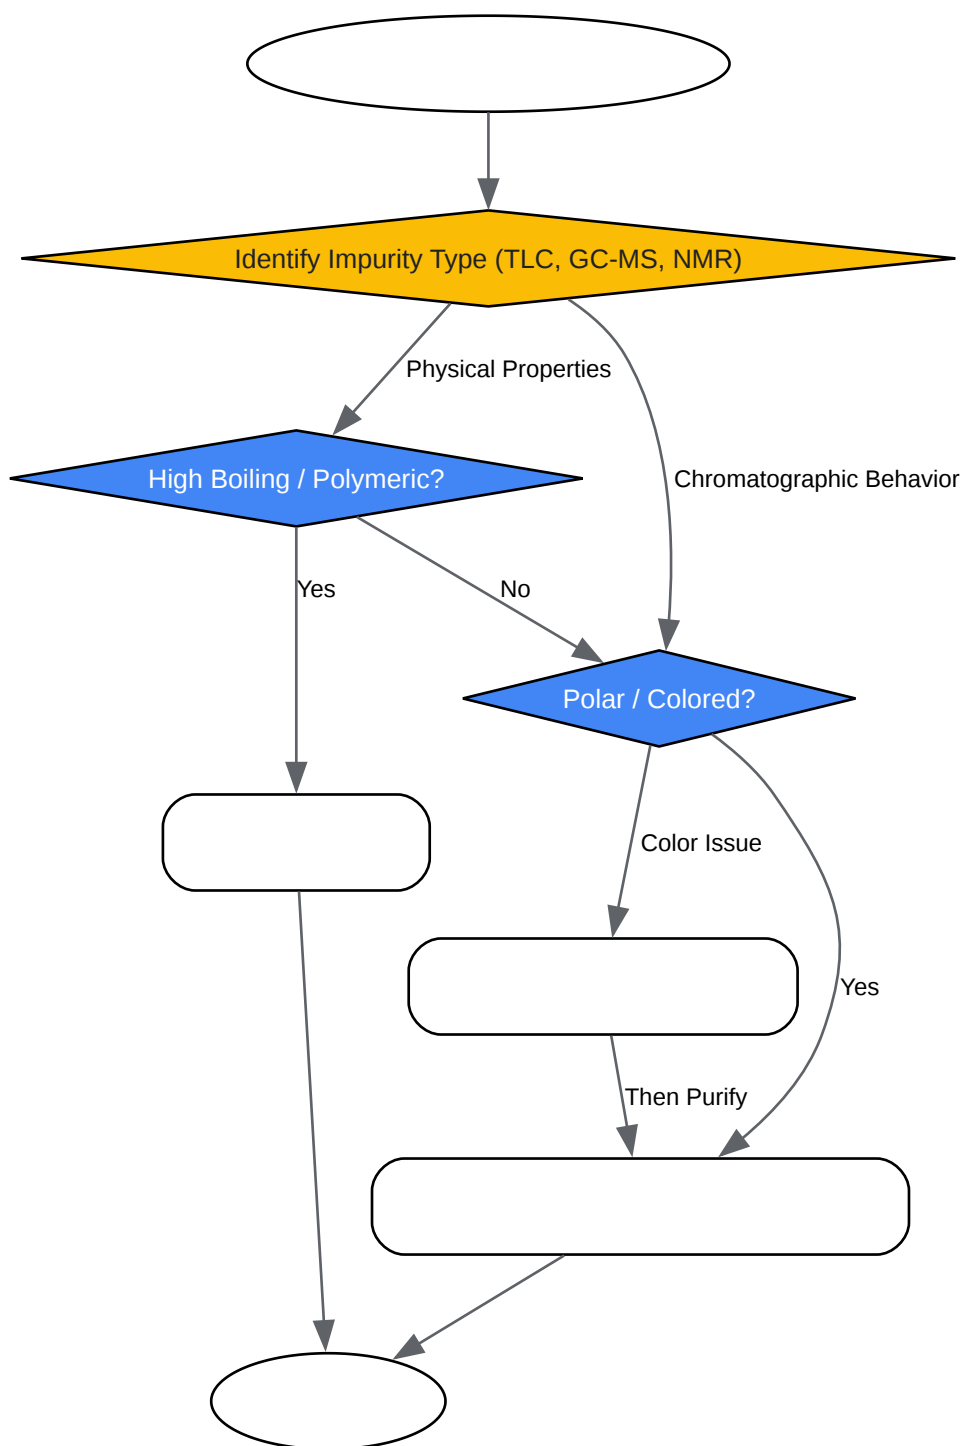 Identify Impurity Type (TLC, GC-MS, NMR)
Physical Properties
High Boiling / Polymeric?
Chromatographic Behavior
Yes
No
Polar / Colored?
Color Issue
Yes
Then Purify